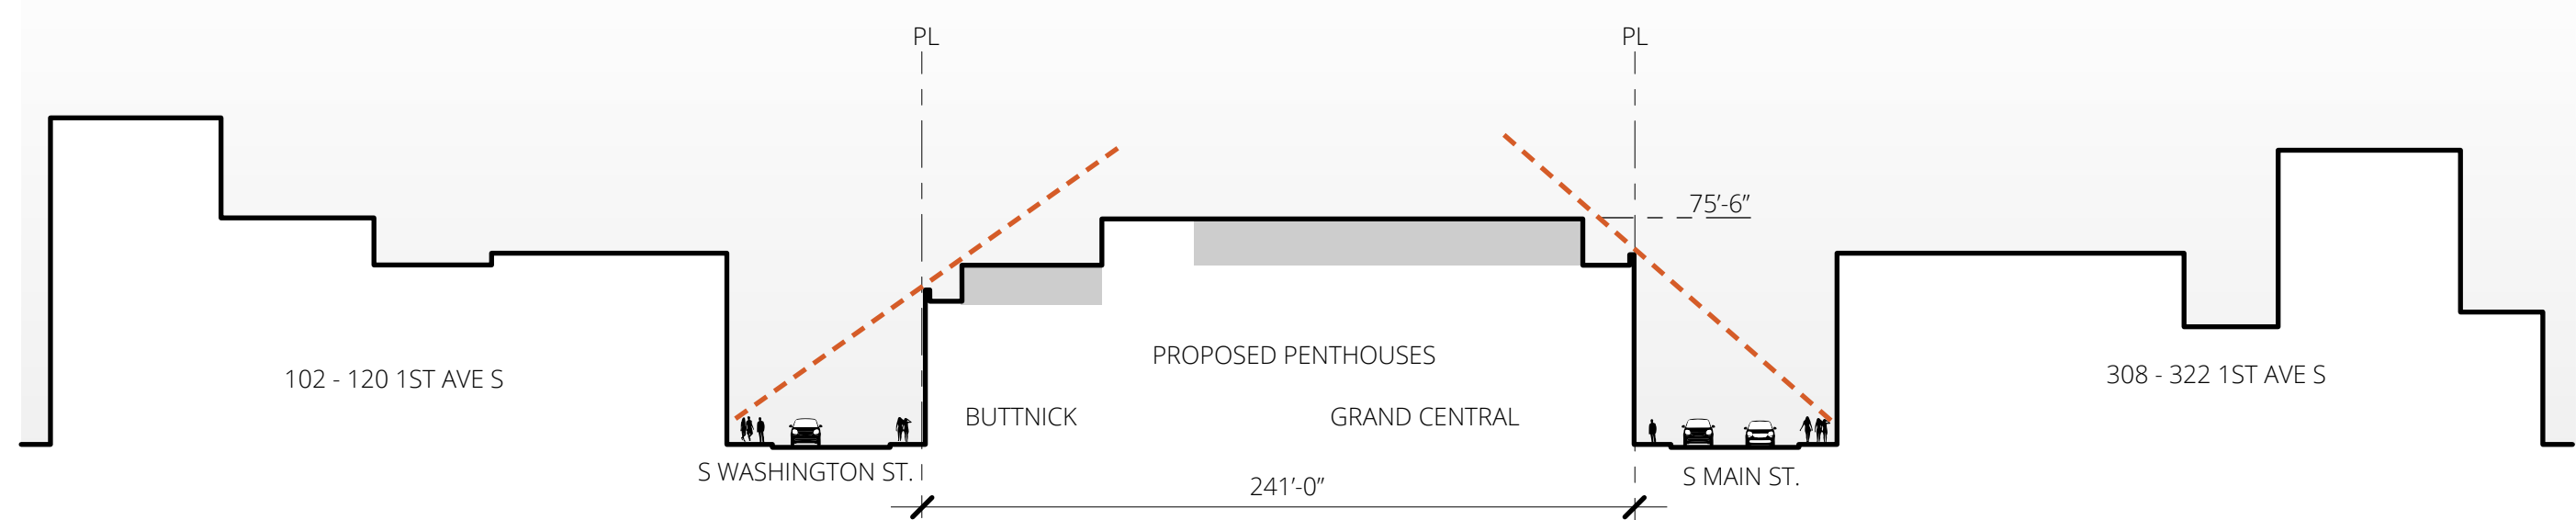 PL
PL
75’-6”
PROPOSED PENTHOUSES
102 - 120 1ST AVE S
308 - 322 1ST AVE S
BUTTNICK
GRAND CENTRAL
S WASHINGTON ST.
S MAIN ST.
241’-0”